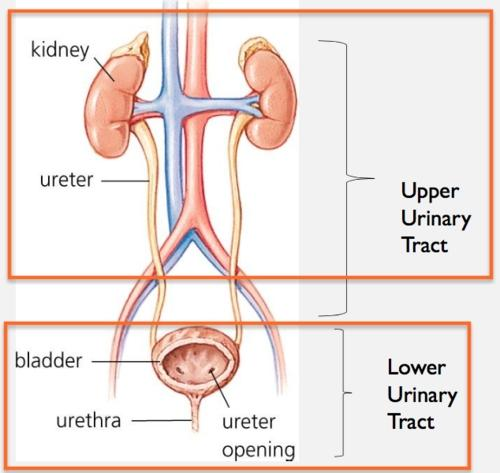 kidney
ureter
Upper
Urinary
Tract
bladder
urethra
ureter
opening
Lower
Urinary
Tract